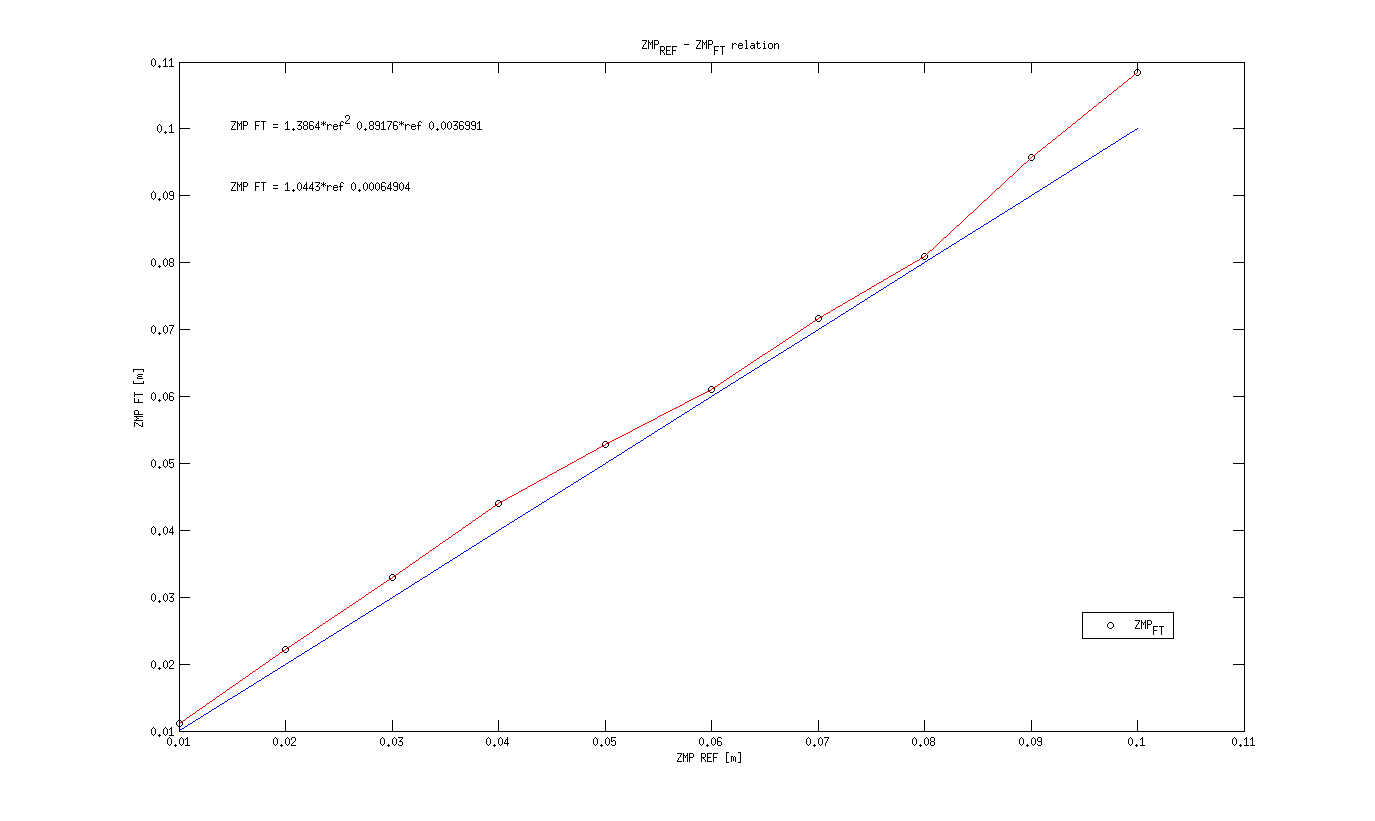 ZMP_REF - ZMP_FT relation
0.11
0.1
0.09
0.08
0.07
0.06
0.05
0.04
0.03
0.02
0.01
ZMP FT = 1.3864*ref^2 0.89176*ref 0.0036991
ZMP FT = 1.0443*ref 0.00064904
ZMP FT [m]
ZMP_FT
0.01 0.02 0.03 0.04 0.05 0.06 0.07 0.08 0.09 0.1 0.11
ZMP REF [m]